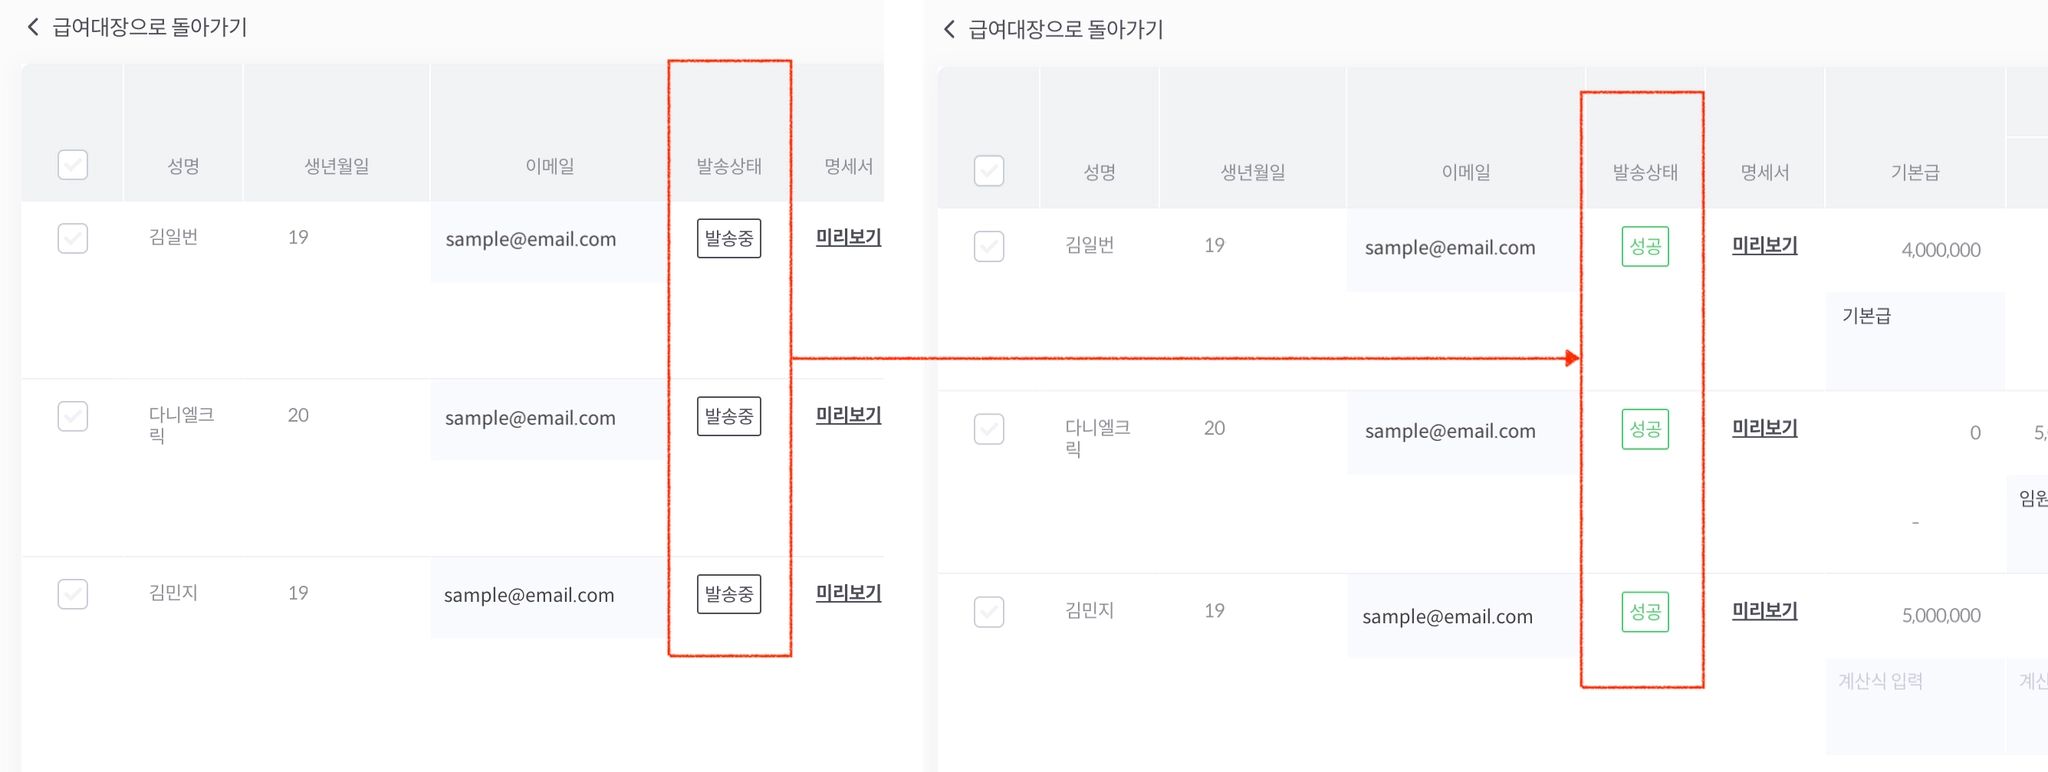 급여대장으로 돌아가기
성명 생년월일 이메일 발송상태 명세서
김일번 19 sample@email.com 발송중 미리보기
다니엘크
릭 20 sample@email.com 발송중 미리보기
김민지 19 sample@email.com 발송중 미리보기
급여대장으로 돌아가기
성명 생년월일 이메일 발송상태 명세서 기본급
김일번 19 sample@email.com 성공 미리보기 4,000,000
기본급
다니엘크
릭 20 sample@email.com 성공 미리보기 0 5,
임원
-
김민지 19 sample@email.com 성공 미리보기 5,000,000
계산식 입력 계산